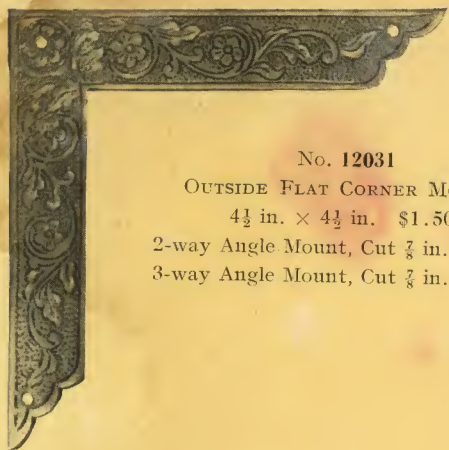 No. 12031
Outside Flat Corner
4½ in. × 4½ in. $1.50
2-way Angle Mount, Cut ⅞ in.
3-way Angle Mount, Cut ⅞ in.